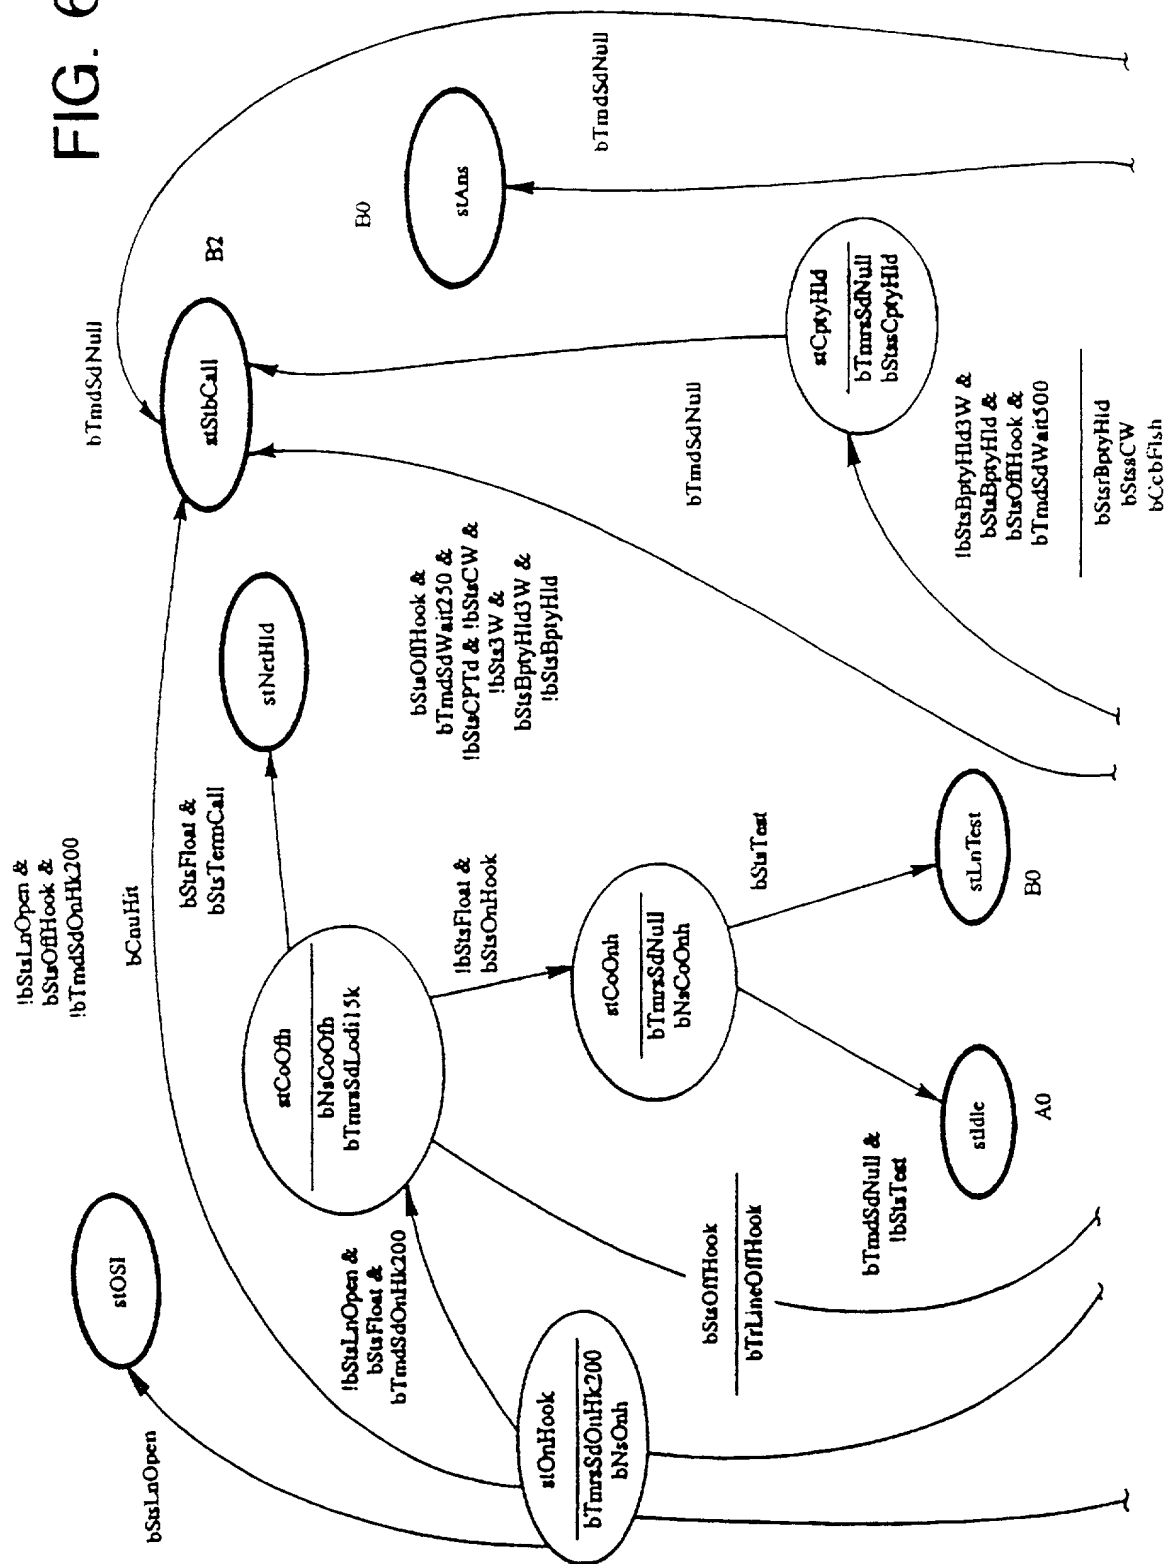 FIG. 6
!bStsLnOpen &
bStsOffHook &
!bTmdSdOnHk200
bCnuHit
bTmdSdNull
stStbCall
B2
bTmdSdNull
B0
stAns
stOSI
bStsLnOpen
bStsFloat &
bStsTermCall
stNetHld
stCoOfh
bNsCoOfh
bTmrsSdLodi15k
!bStsLnOpen &
bStsFloat &
bTmdSdOnHk200
stOnHook
bTmrsSdOnHk200
bNsOnh
!bStsFloat &
bStsOnHook
bStsOffHook &
bTmdSdWait250 &
!bStsCPTd & !bStsCW &
!bSts3W &
bStsBptyHld3W &
!bStsBptyHld
bTmdSdNull
stCptyHld
bTmrsSdNull
bStssCptyHld
stCoOnh
bTmrsSdNull
bNsCoOnh
bStsTest
stLnTest
B0
bStsOffHook
bTrLineOffHook
bTmdSdNull &
!bStsTest
stIdle
A0
!bStsBptyHld3W &
bStsBptyHld &
bStsOffHook &
bTmdSdWait500
bStsrBptyHld
bStssCW
bCcbFlsh